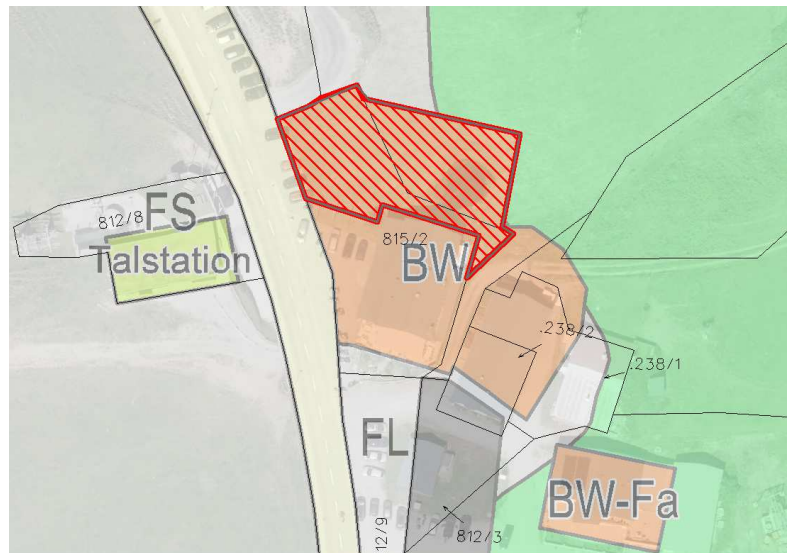 812/8
FS
Talstation
815/2
BW
.238/2
.238/1
FL
BW-Fa
12/9
812/3